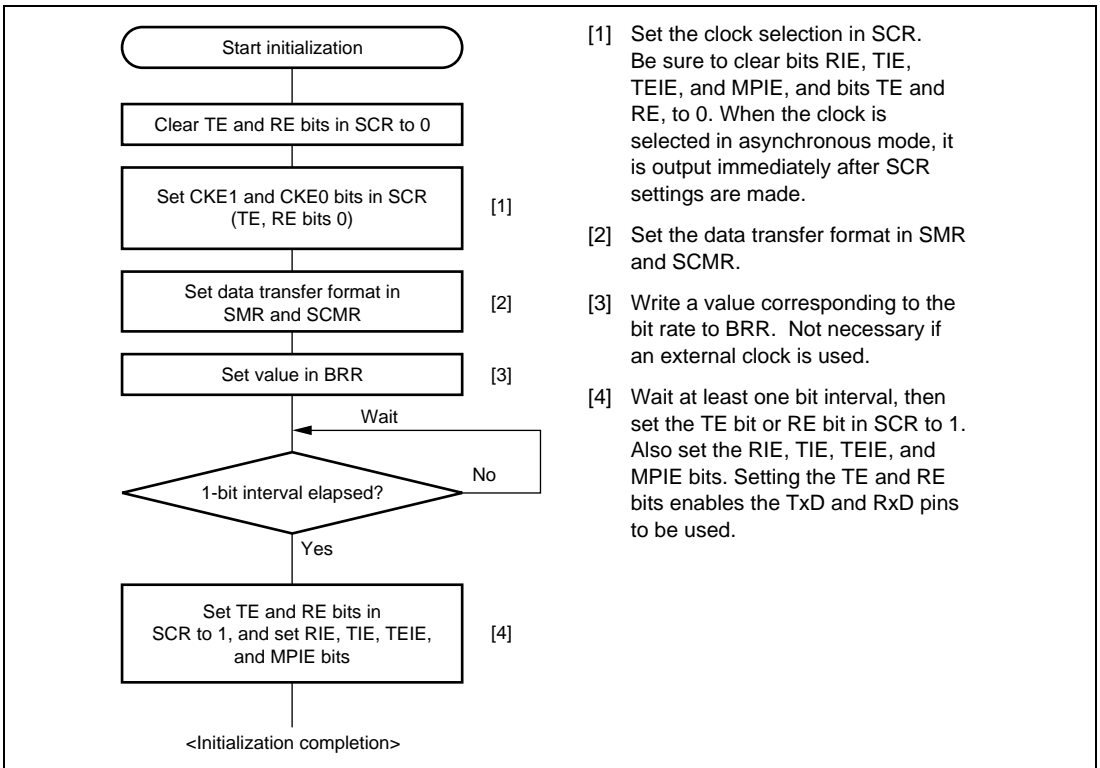 Start initialization
Clear TE and RE bits in SCR to 0
Set CKE1 and CKE0 bits in SCR
(TE, RE bits 0)
[1]
Set data transfer format in
SMR and SCMR
[2]
Set value in BRR
[3]
Wait
1-bit interval elapsed?
No
Yes
Set TE and RE bits in
SCR to 1, and set RIE, TIE, TEIE,
and MPIE bits
[4]
<Initialization completion>
[1] Set the clock selection in SCR.
Be sure to clear bits RIE, TIE,
TEIE, and MPIE, and bits TE and
RE, to 0. When the clock is
selected in asynchronous mode, it
is output immediately after SCR
settings are made.
[2] Set the data transfer format in SMR
and SCMR.
[3] Write a value corresponding to the
bit rate to BRR.  Not necessary if
an external clock is used.
[4] Wait at least one bit interval, then
set the TE bit or RE bit in SCR to 1.
Also set the RIE, TIE, TEIE, and
MPIE bits. Setting the TE and RE
bits enables the TxD and RxD pins
to be used.